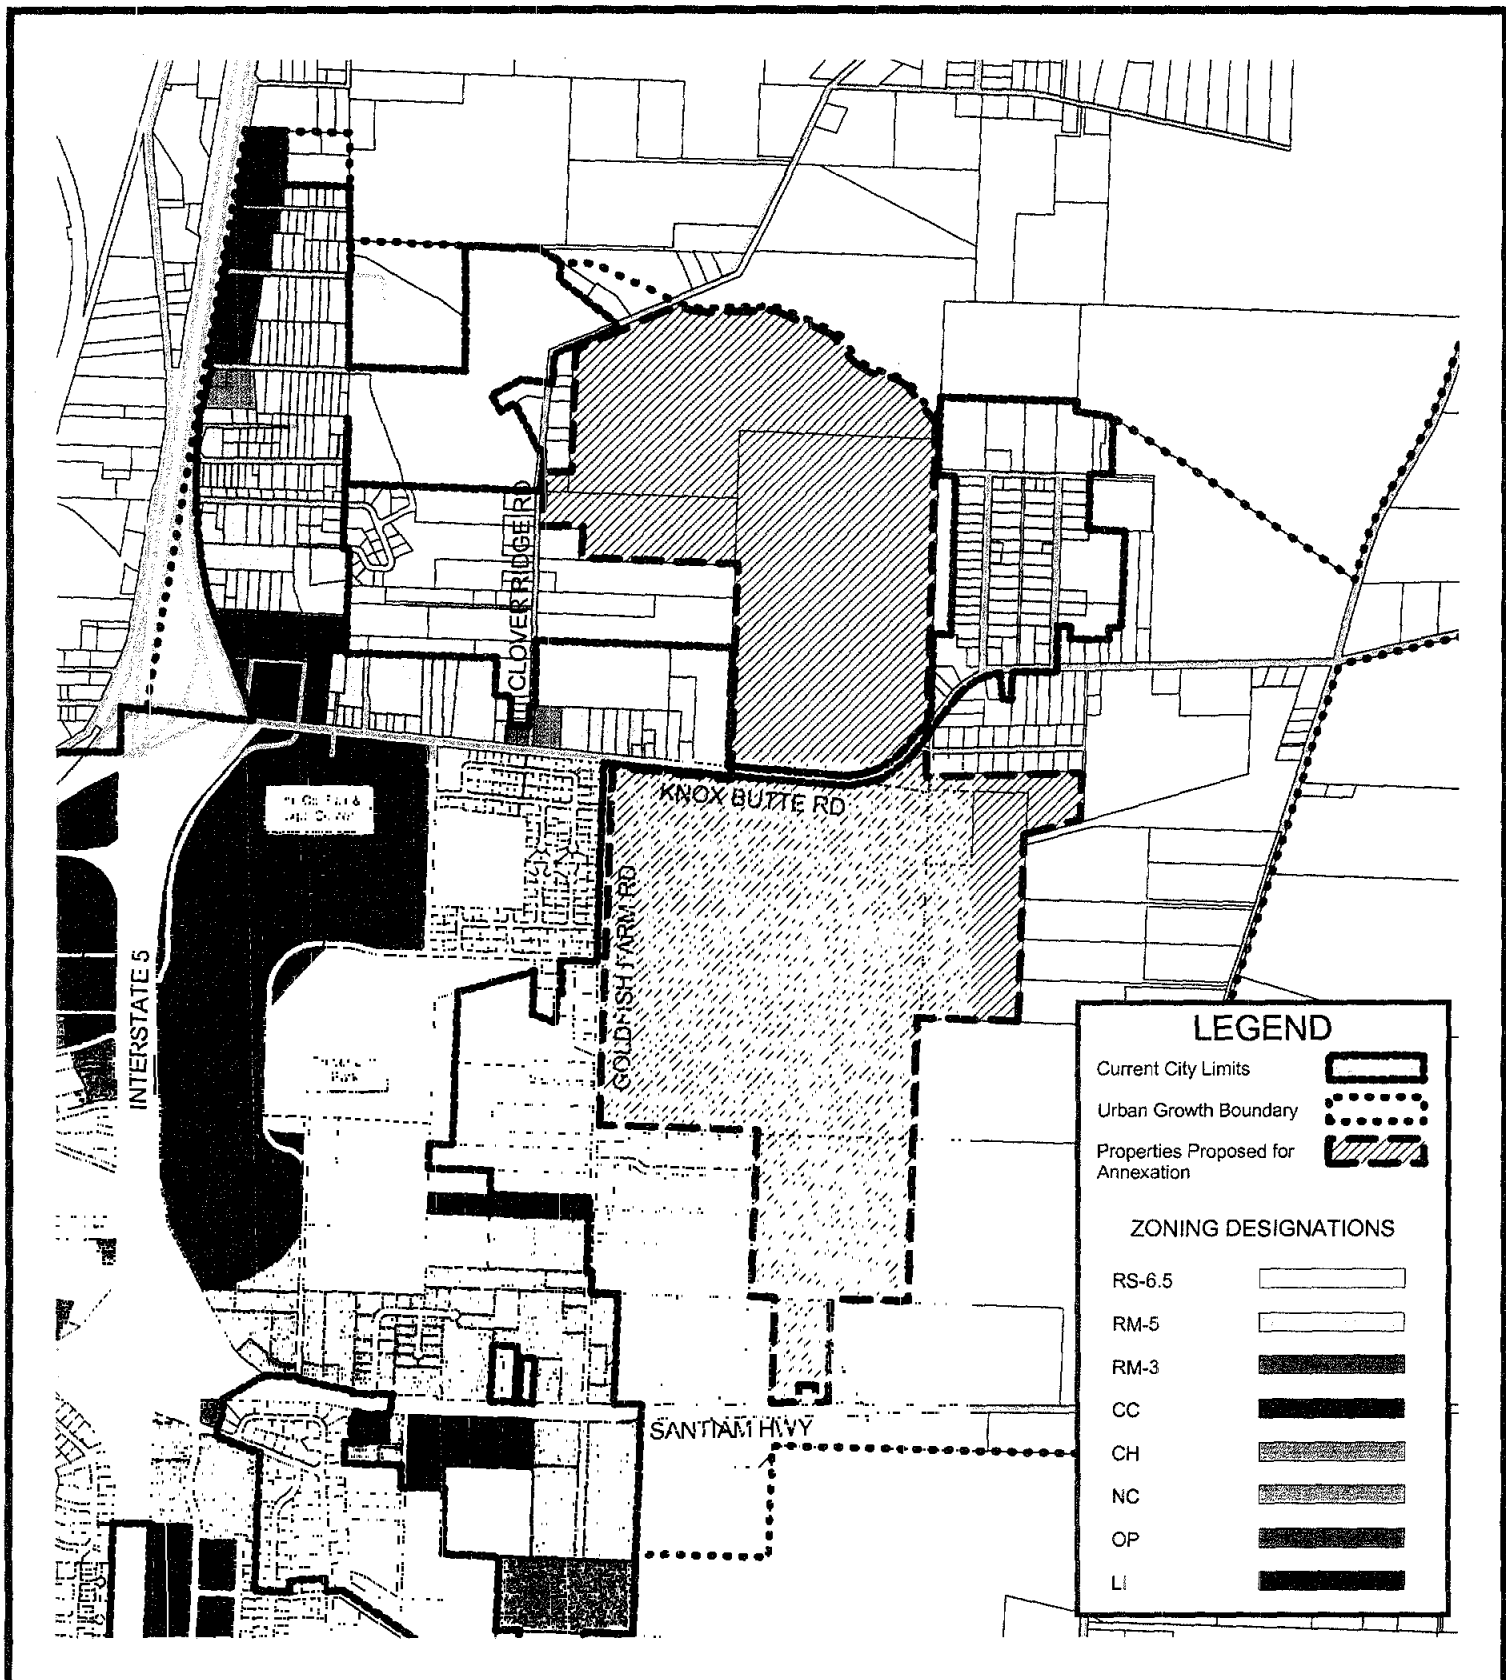 CLOVER RIDGE RD
KNOX BUTTE RD
GOLDFISH FARM RD
INTERSTATE 5
Park
SANTIAM HWY
LEGEND
Current City Limits
Urban Growth Boundary
Properties Proposed for
Annexation
ZONING DESIGNATIONS
RS-6.5
RM-5
RM-3
CC
CH
NC
OP
LI